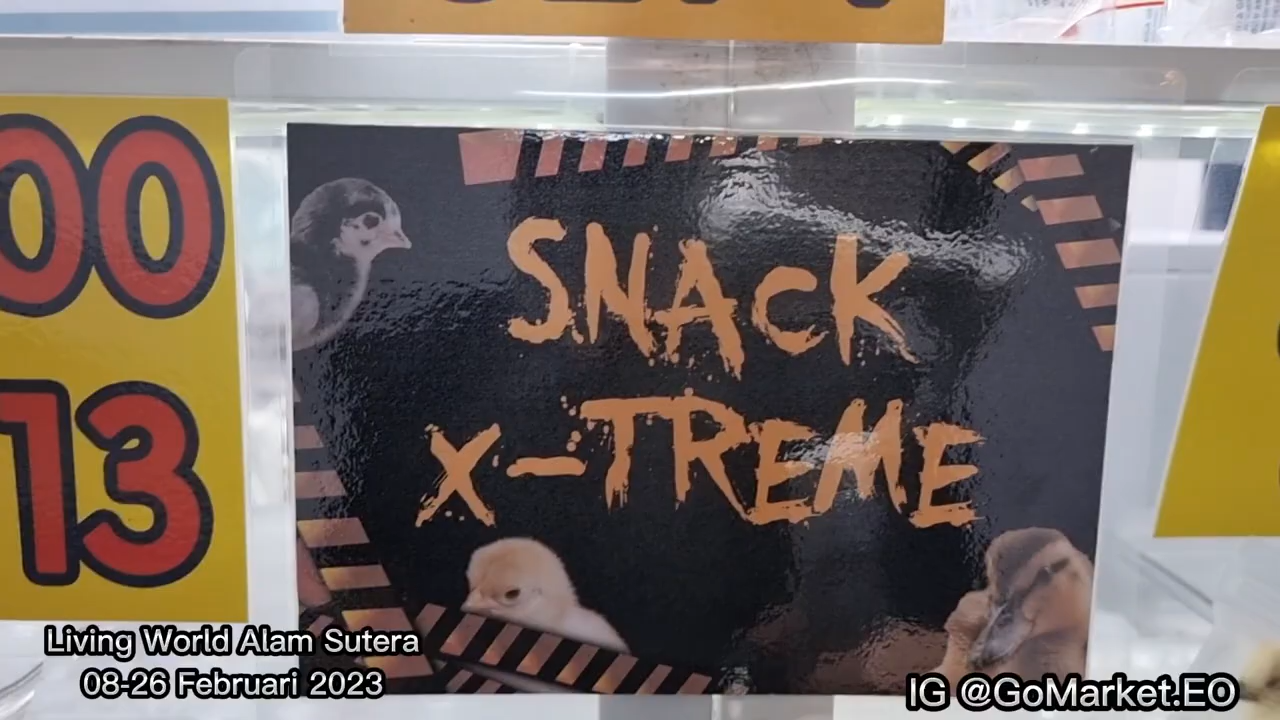 00
13
SNACK
X-TREME
Living World Alam Sutera
08-26 Februari 2023
IG @GoMarket.EO